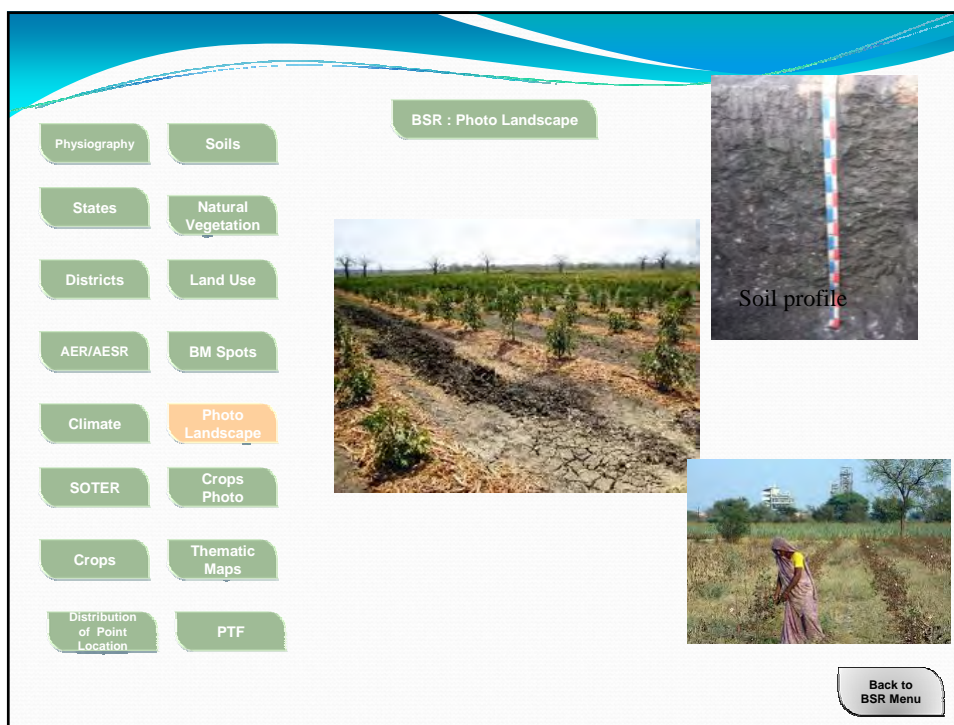 BSR : Photo Landscape
Physiography
Soils
States
Natural
Vegetation
Districts
Land Use
AER/AESR
BM Spots
Climate
Photo
Landscape
SOTER
Crops
Photo
Crops
Thematic
Maps
Distribution
of Point
Location
PTF
Soil profile
Back to
BSR Menu